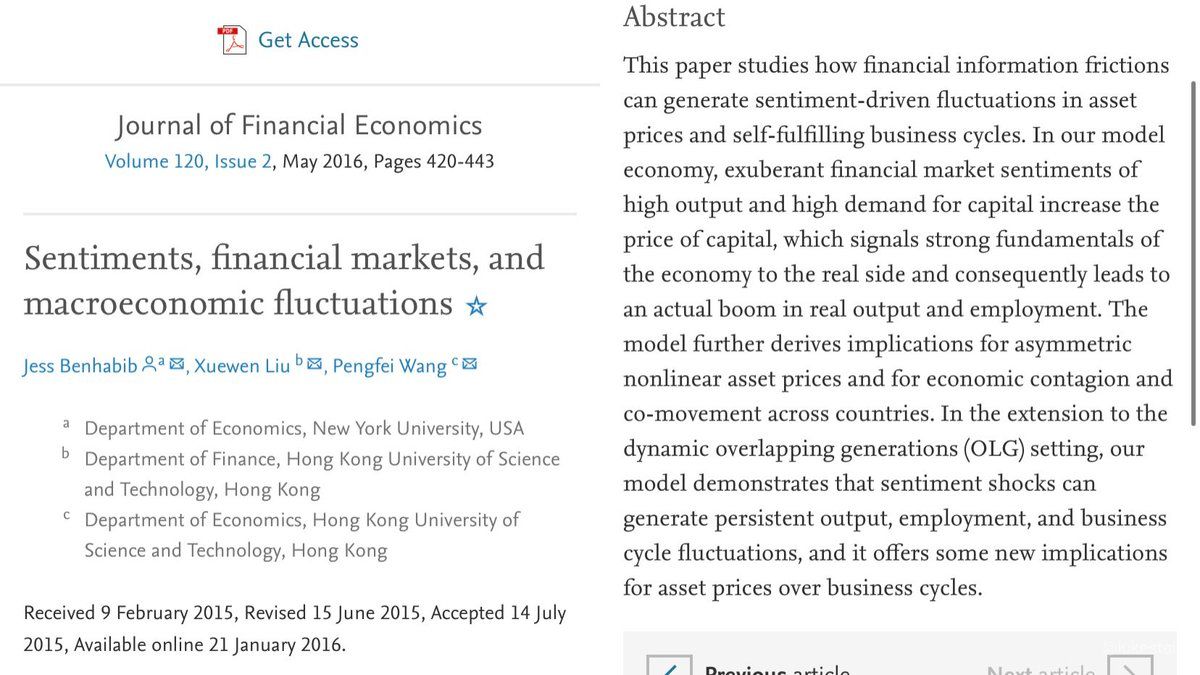 PDF
Get Access
Journal of Financial Economics
Volume 120, Issue 2, May 2016, Pages 420-443
Sentiments, financial markets, and
macroeconomic fluctuations ☆
Jess Benhabib a, Xuewen Liu b, Pengfei Wang c
a Department of Economics, New York University, USA
b Department of Finance, Hong Kong University of Science
and Technology, Hong Kong
c Department of Economics, Hong Kong University of
Science and Technology, Hong Kong
Received 9 February 2015, Revised 15 June 2015, Accepted 14 July
2015, Available online 21 January 2016.
Abstract
This paper studies how financial information frictions
can generate sentiment-driven fluctuations in asset
prices and self-fulfilling business cycles. In our model
economy, exuberant financial market sentiments of
high output and high demand for capital increase the
price of capital, which signals strong fundamentals of
the economy to the real side and consequently leads to
an actual boom in real output and employment. The
model further derives implications for asymmetric
nonlinear asset prices and for economic contagion and
co-movement across countries. In the extension to the
dynamic overlapping generations (OLG) setting, our
model demonstrates that sentiment shocks can
generate persistent output, employment, and business
cycle fluctuations, and it offers some new implications
for asset prices over business cycles.
Previous article
Next article